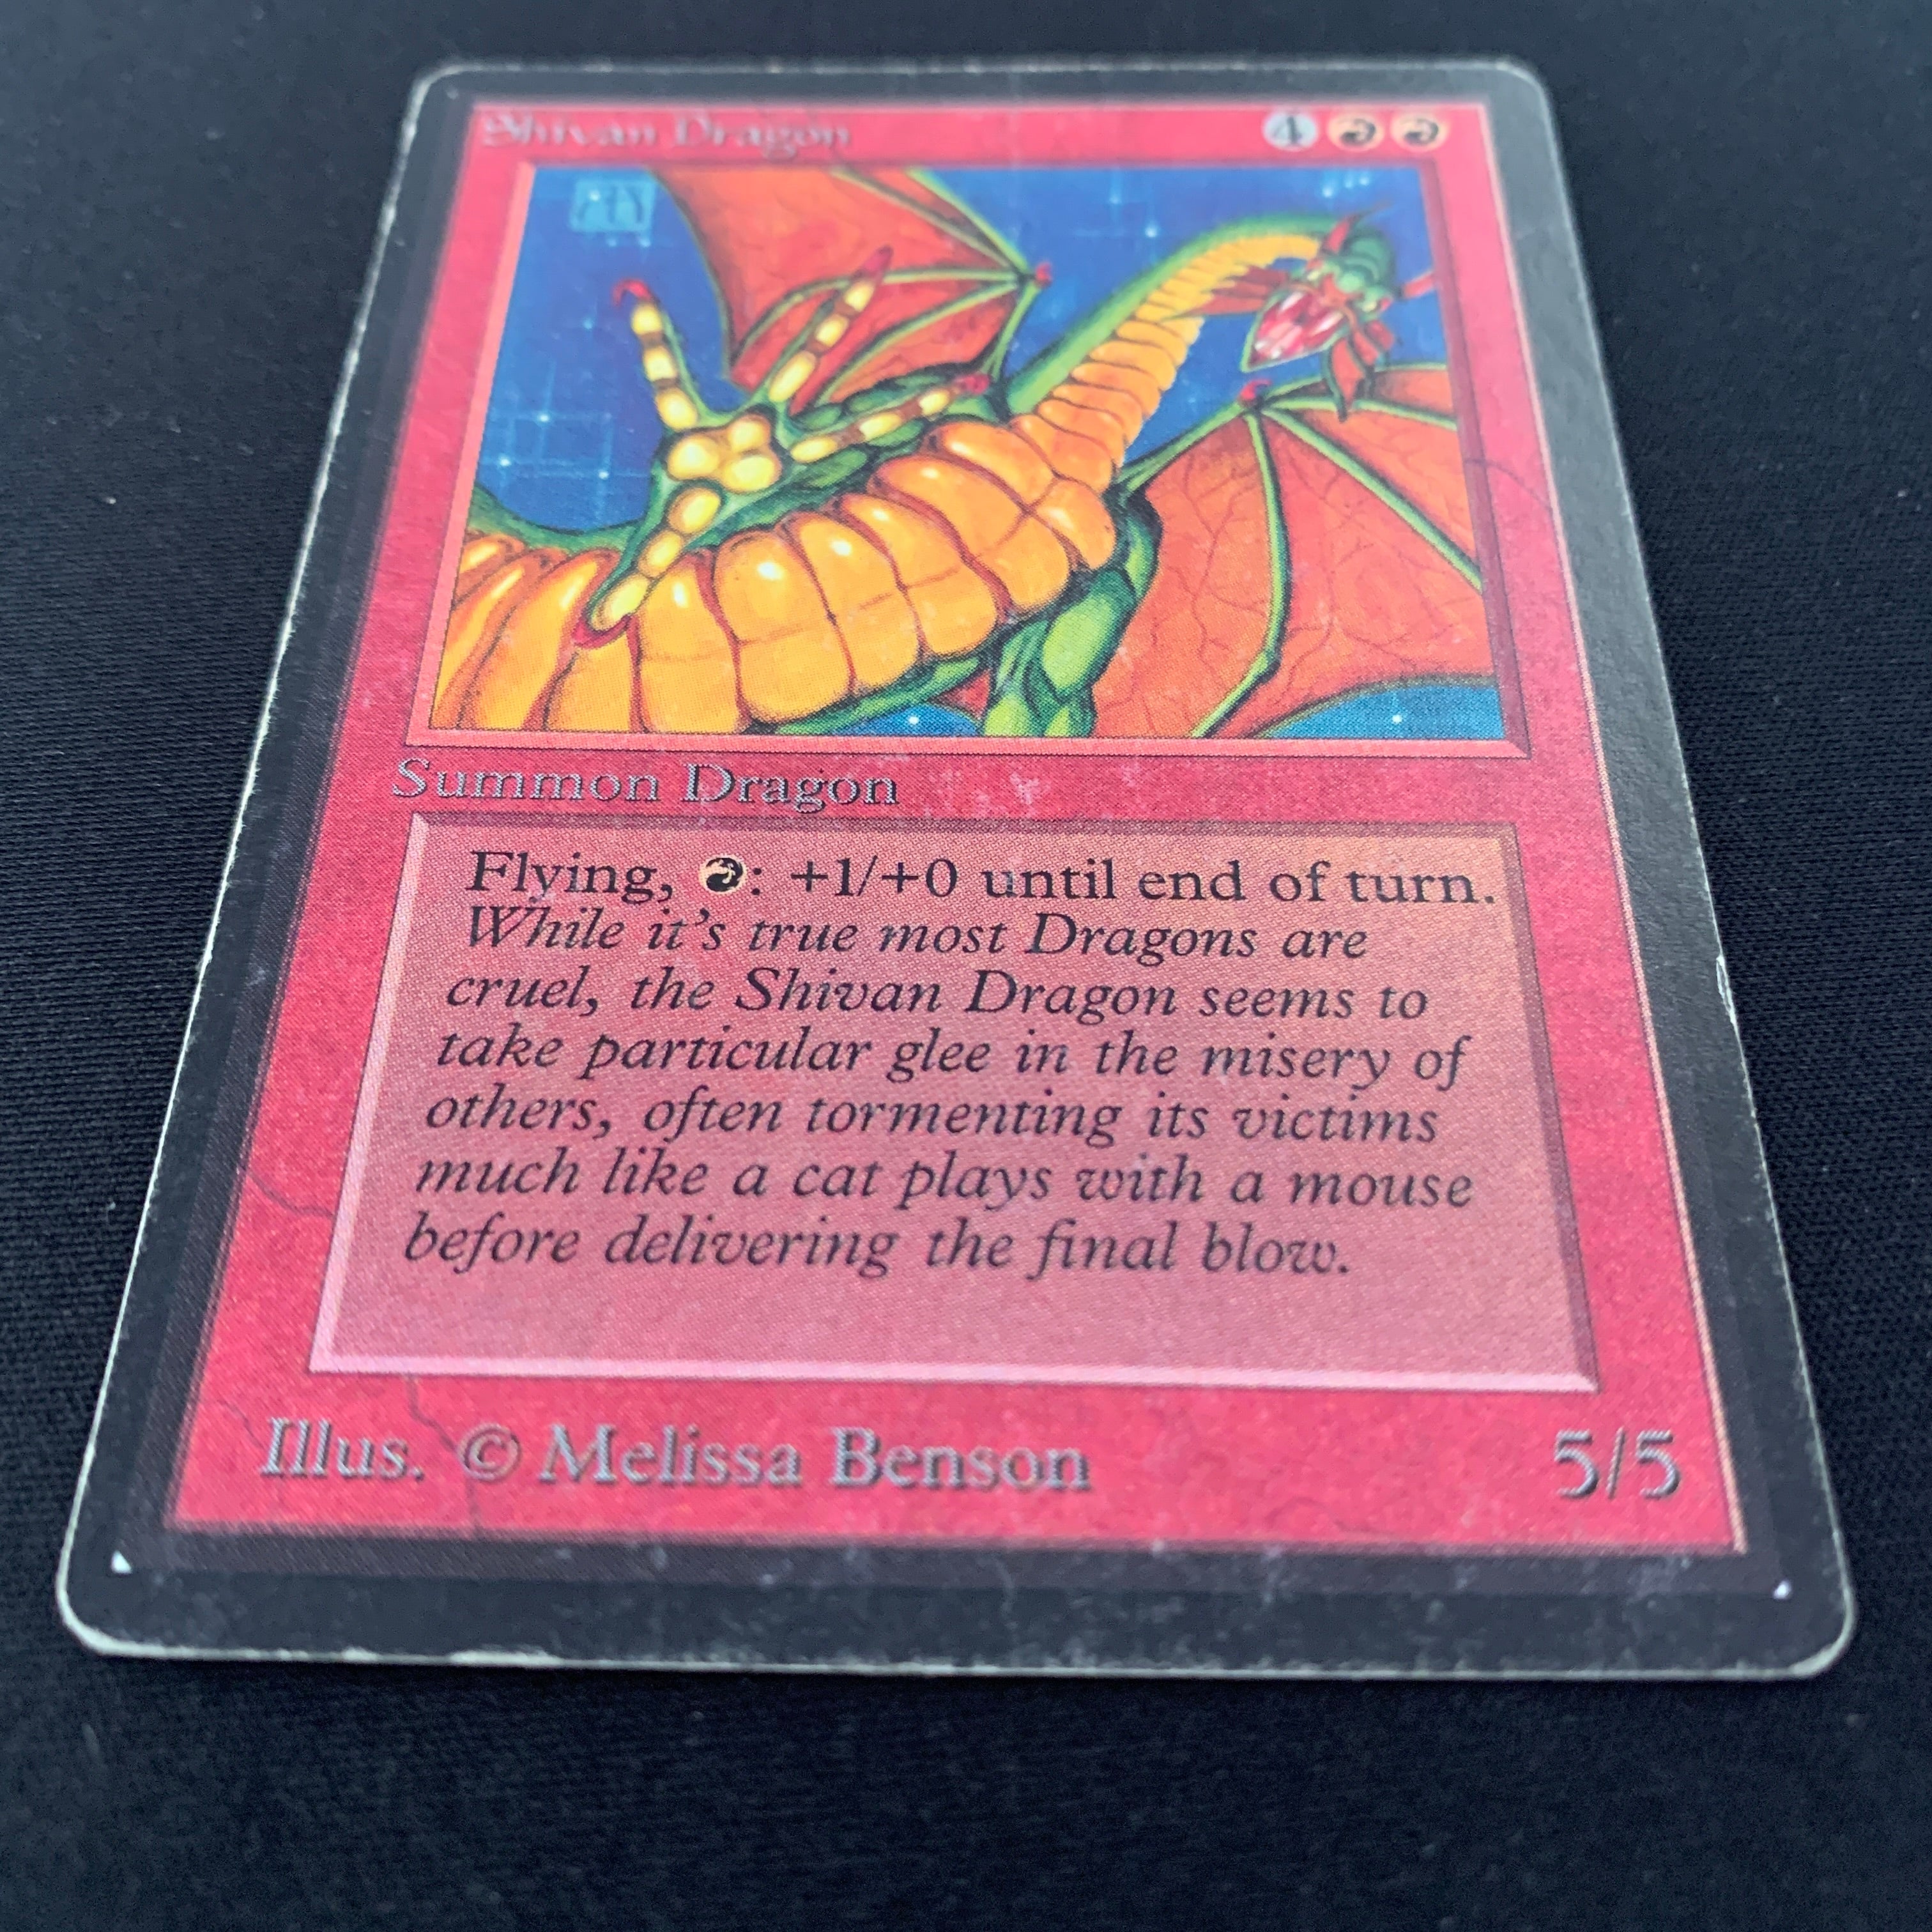 Shivan Dragon 4
Summon Dragon
Flying, : +1/+0 until end of turn.
While it's true most Dragons are
cruel, the Shivan Dragon seems to
take particular glee in the misery of
others, often tormenting its victims
much like a cat plays with a mouse
before delivering the final blow.
Illus. © Melissa Benson 5/5